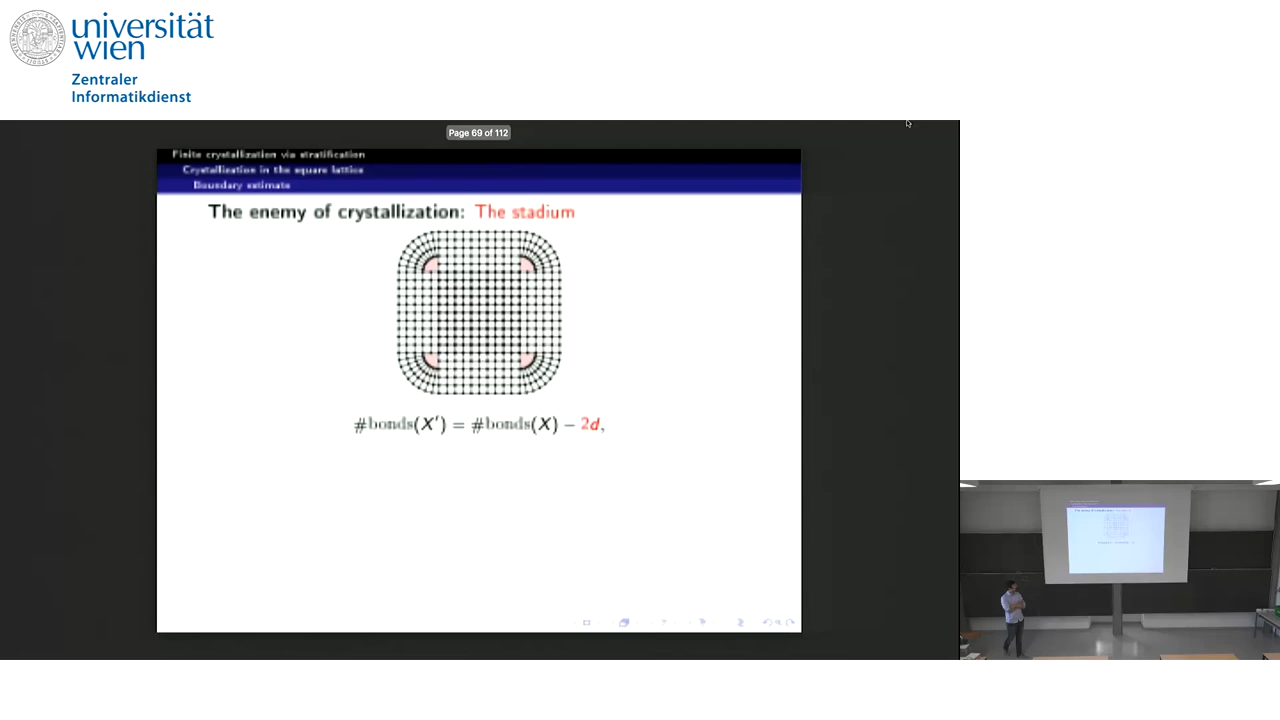 universität
wien
Zentraler
Informatikdienst
Page 69 of 112
Finite crystallization via stratification
Crystallization in the square lattice
Boundary estimate
The enemy of crystallization: The stadium
#bonds(X′) = #bonds(X) − 2d,